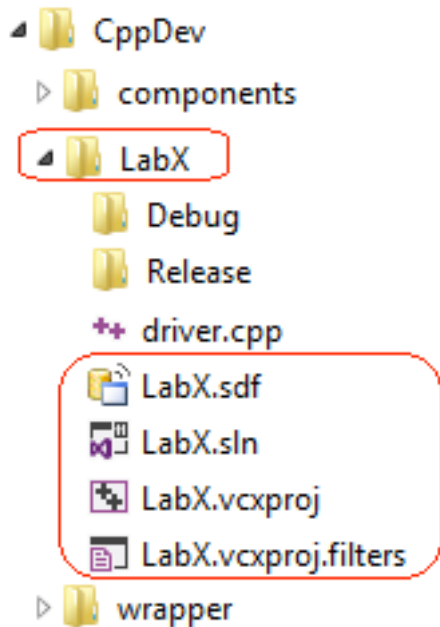 CppDev
components
LabX
Debug
Release
driver.cpp
LabX.sdf
LabX.sln
LabX.vcxproj
LabX.vcxproj.filters
wrapper